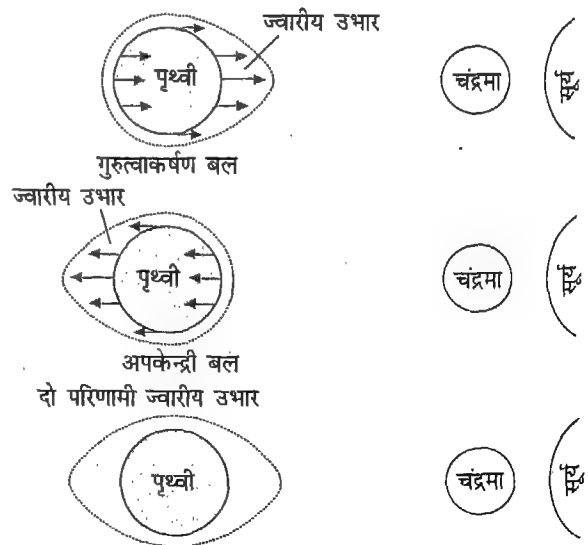 ज्वारीय उभार
पृथ्वी
चंद्रमा
सूर्य
गुरुत्वाकर्षण बल
ज्वारीय उभार
पृथ्वी
चंद्रमा
सूर्य
अपकेन्द्री बल
दो परिणामी ज्वारीय उभार
पृथ्वी
चंद्रमा
सूर्य